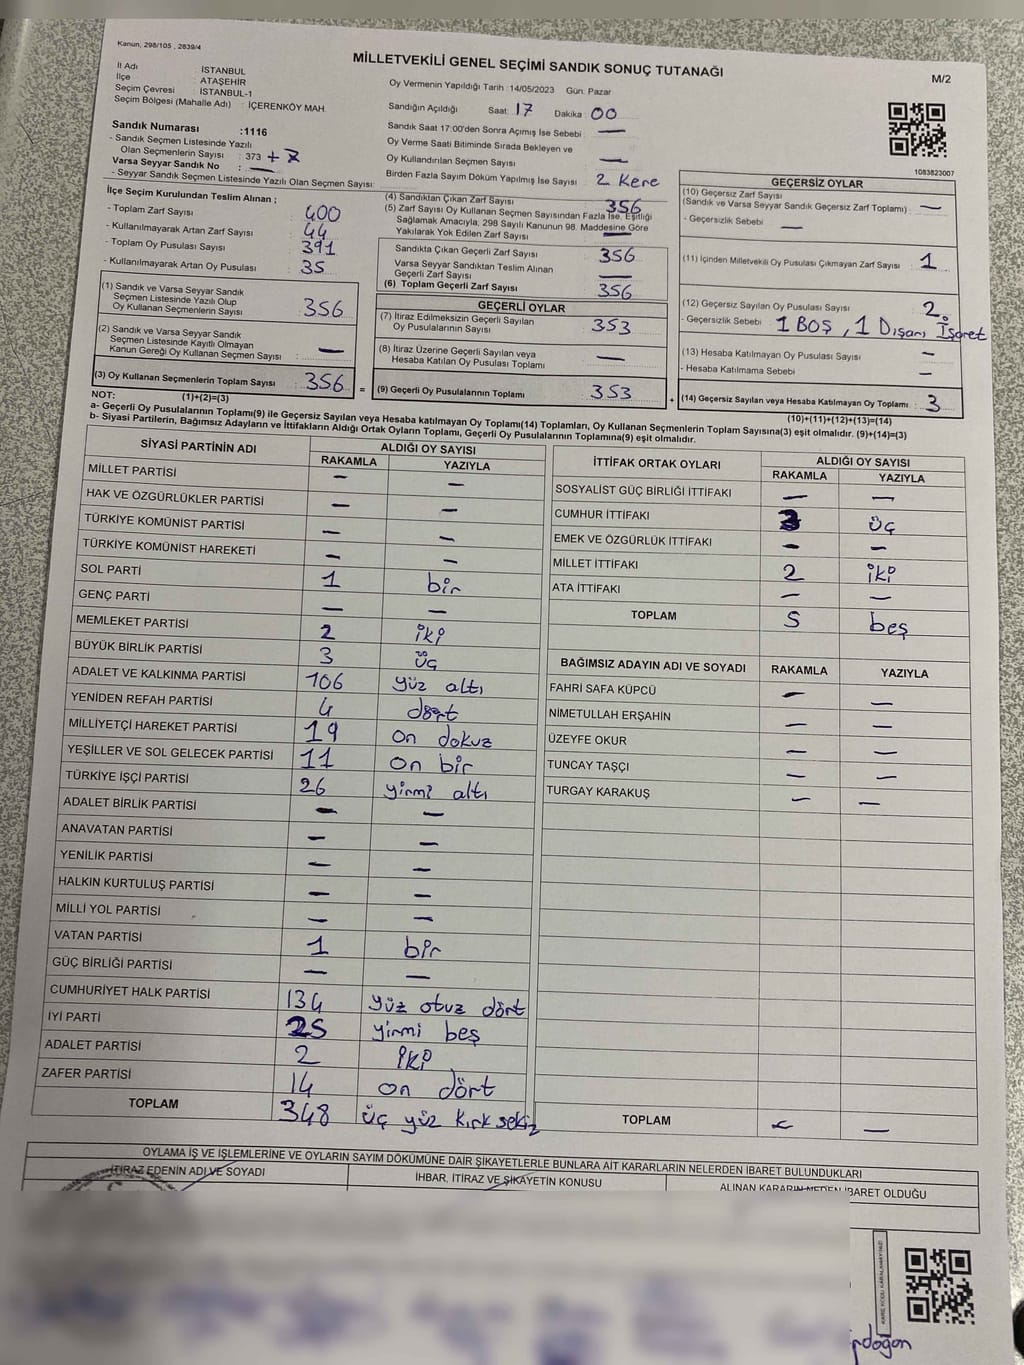 Kanun, 298/105 , 2839/4
MİLLETVEKİLİ GENEL SEÇİMİ SANDIK SONUÇ TUTANAĞI
M/2
İl Adı İSTANBUL
İlçe ATAŞEHİR
Seçim Çevresi İSTANBUL-1
Seçim Bölgesi (Mahalle Adı) : İÇERENKÖY MAH.
Oy Vermenin Yapıldığı Tarih :14/05/2023 Gün: Pazar
Sandığın Açıldığı Saat: 17 Dakika: 00
Sandık Saat 17:00'den Sonra Açımış İse Sebebi : —
Oy Verme Saati Bitiminde Sırada Bekleyen ve
Oy Kullandırılan Seçmen Sayısı : —
Birden Fazla Sayım Döküm Yapılmış İse Sayısı : 2 Kere
Sandık Numarası :1116
- Sandık Seçmen Listesinde Yazılı
Olan Seçmenlerin Sayısı : 373 + 7
Varsa Seyyar Sandık No : —
- Seyyar Sandık Seçmen Listesinde Yazılı Olan Seçmen Sayısı:
1083823007
İlçe Seçim Kurulundan Teslim Alınan ;
- Toplam Zarf Sayısı : 400
- Kullanılmayarak Artan Zarf Sayısı : 44
- Toplam Oy Pusulası Sayısı : 391
- Kullanılmayarak Artan Oy Pusulası : 35
(1) Sandık ve Varsa Seyyar Sandık
Seçmen Listesinde Yazılı Olup
Oy Kullanan Seçmenlerin Sayısı : 356
(2) Sandık ve Varsa Seyyar Sandık
Seçmen Listesinde Kayıtlı Olmayan
Kanun Gereği Oy Kullanan Seçmen Sayısı : —
(3) Oy Kullanan Seçmenlerin Toplam Sayısı : 356 =
(4) Sandıktan Çıkan Zarf Sayısı : 356
(5) Zarf Sayısı Oy Kullanan Seçmen Sayısından Fazla İse, Eşitliği
Sağlamak Amacıyla, 298 Sayılı Kanunun 98. Maddesine Göre
Yakılarak Yok Edilen Zarf Sayısı : —
Sandıkta Çıkan Geçerli Zarf Sayısı : 356
Varsa Seyyar Sandıktan Teslim Alınan
Geçerli Zarf Sayısı : —
(6) Toplam Geçerli Zarf Sayısı : 356
GEÇERLİ OYLAR
(7) İtiraz Edilmeksizin Geçerli Sayılan
Oy Pusulalarının Sayısı : 353
(8) İtiraz Üzerine Geçerli Sayılan veya
Hesaba Katılan Oy Pusulaları Toplamı : —
(9) Geçerli Oy Pusulalarının Toplamı : 353 +
GEÇERSİZ OYLAR
(10) Geçersiz Zarf Sayısı
(Sandık ve Varsa Seyyar Sandık Geçersiz Zarf Toplamı) : —
- Geçersizlik Sebebi : —
(11) İçinden Milletvekili Oy Pusulası Çıkmayan Zarf Sayısı : 1
(12) Geçersiz Sayılan Oy Pusulası Sayısı : 2
- Geçersizlik Sebebi : 1 BOŞ , 1 Dışarı İşaret
(13) Hesaba Katılmayan Oy Pusulası Sayısı : —
- Hesaba Katılmama Sebebi : —
(14) Geçersiz Sayılan veya Hesaba Katılmayan Oy Toplamı : 3
NOT: (1)+(2)=(3) (10)+(11)+(12)+(13)=(14)
a- Geçerli Oy Pusulalarının Toplamı(9) ile Geçersiz Sayılan veya Hesaba katılmayan Oy Toplamı(14) Toplamları, Oy Kullanan Seçmenlerin Toplam Sayısına(3) eşit olmalıdır. (9)+(14)=(3)
b- Siyasi Partilerin, Bağımsız Adayların ve İttifakların Aldığı Ortak Oyların Toplamı, Geçerli Oy Pusulalarının Toplamına(9) eşit olmalıdır.
SİYASİ PARTİNİN ADI ALDIĞI OY SAYISI
RAKAMLA YAZIYLA
MİLLET PARTİSİ — —
HAK VE ÖZGÜRLÜKLER PARTİSİ — —
TÜRKİYE KOMÜNİST PARTİSİ — —
TÜRKİYE KOMÜNİST HAREKETİ — —
SOL PARTİ 1 bir
GENÇ PARTİ — —
MEMLEKET PARTİSİ 2 iki
BÜYÜK BİRLİK PARTİSİ 3 üç
ADALET VE KALKINMA PARTİSİ 106 yüz altı
YENİDEN REFAH PARTİSİ 4 dört
MİLLİYETÇİ HAREKET PARTİSİ 19 on dokuz
YEŞİLLER VE SOL GELECEK PARTİSİ 11 on bir
TÜRKİYE İŞÇİ PARTİSİ 26 yirmi altı
ADALET BİRLİK PARTİSİ — —
ANAVATAN PARTİSİ — —
YENİLİK PARTİSİ — —
HALKIN KURTULUŞ PARTİSİ — —
MİLLİ YOL PARTİSİ — —
VATAN PARTİSİ 1 bir
GÜÇ BİRLİĞİ PARTİSİ — —
CUMHURİYET HALK PARTİSİ 134 yüz otuz dört
İYİ PARTİ 25 yirmi beş
ADALET PARTİSİ 2 iki
ZAFER PARTİSİ 14 on dört
TOPLAM 348 üç yüz kırk sekiz
İTTİFAK ORTAK OYLARI ALDIĞI OY SAYISI
RAKAMLA YAZIYLA
SOSYALİST GÜÇ BİRLİĞİ İTTİFAKI — —
CUMHUR İTTİFAKI 3 üç
EMEK VE ÖZGÜRLÜK İTTİFAKI — —
MİLLET İTTİFAKI 2 iki
ATA İTTİFAKI — —
TOPLAM 5 beş
BAĞIMSIZ ADAYIN ADI VE SOYADI RAKAMLA YAZIYLA
FAHRİ SAFA KÜPCÜ — —
NİMETULLAH ERŞAHİN — —
ÜZEYFE OKUR — —
TUNCAY TAŞÇI — —
TURGAY KARAKUŞ — —
TOPLAM —
OYLAMA İŞ VE İŞLEMLERİNE VE OYLARIN SAYIM DÖKÜMÜNE DAİR ŞİKAYETLERLE BUNLARA AİT KARARLARIN NELERDEN İBARET BULUNDUKLARI
İTİRAZ EDENİN ADI VE SOYADI İHBAR, İTİRAZ VE ŞİKAYETİN KONUSU ALINAN KARARIN NEDEN İBARET OLDUĞU